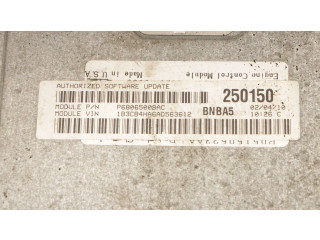 Engine Control Module
Made in U.S.A
AUTHORIZED SOFTWARE UPDATE
250150
MODULE P/N P68065008AC
02/04/10
MODULE VIN 1B3CB4HA6AD563612
BNBA5
10:26 C